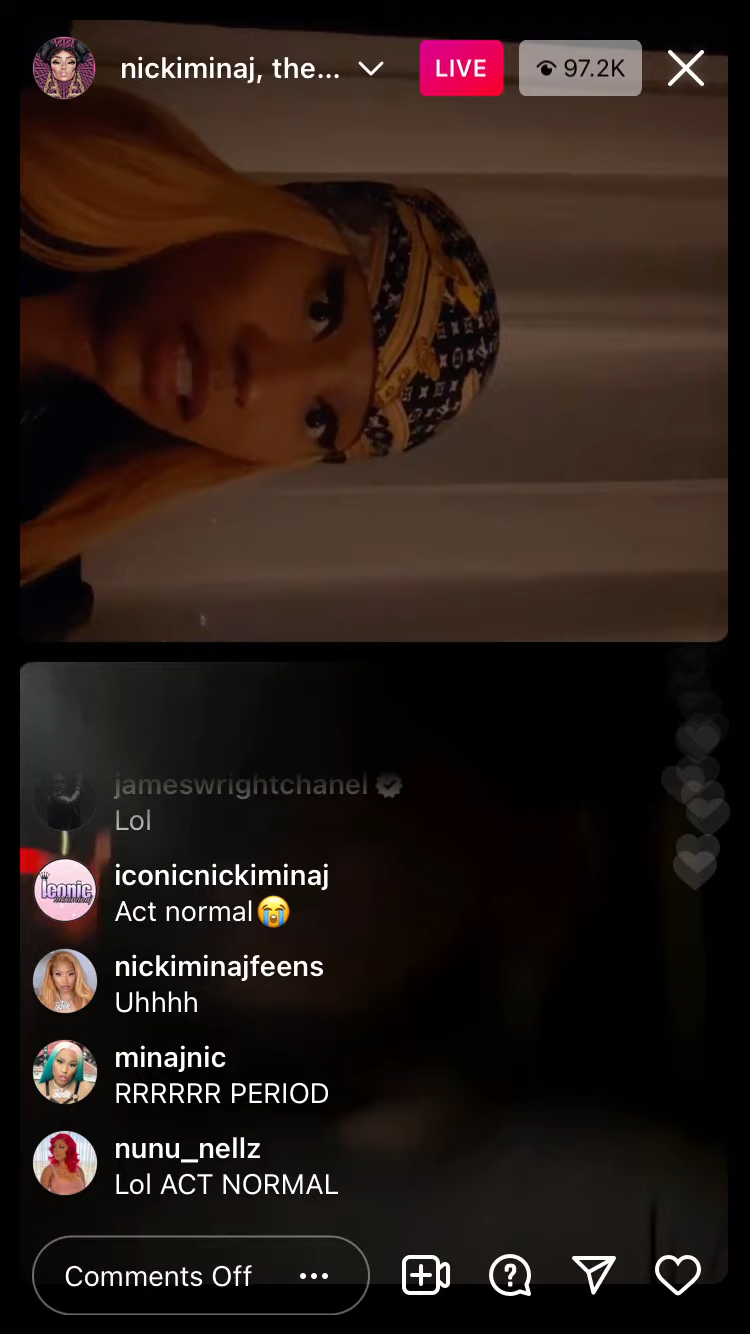 nickiminaj, the...
LIVE
97.2K
jameswrightchanel
Lol
Iconic
iconicnickiminaj
Act normal😭
nickiminajfeens
Uhhhh
minajnic
RRRRRR PERIOD
nunu_nellz
Lol ACT NORMAL
Comments Off